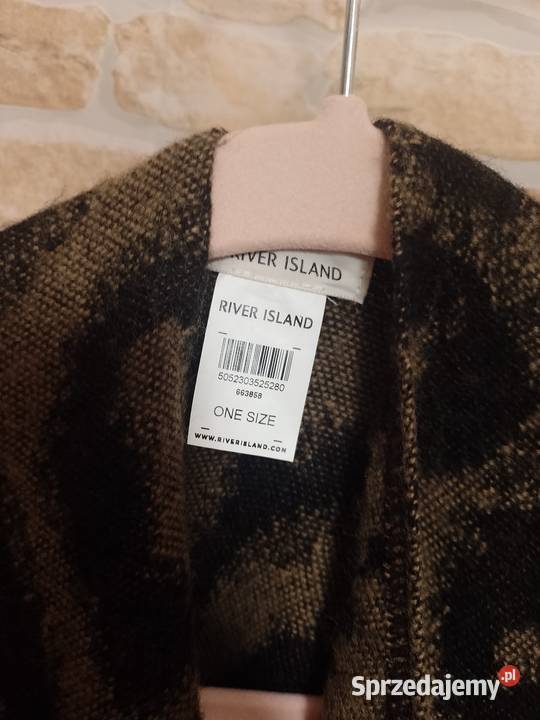 RIVER ISLAND
RIVER ISLAND
5052303525280
663858
ONE SIZE
WWW.RIVERISLAND.COM
Sprzedajemy.pl